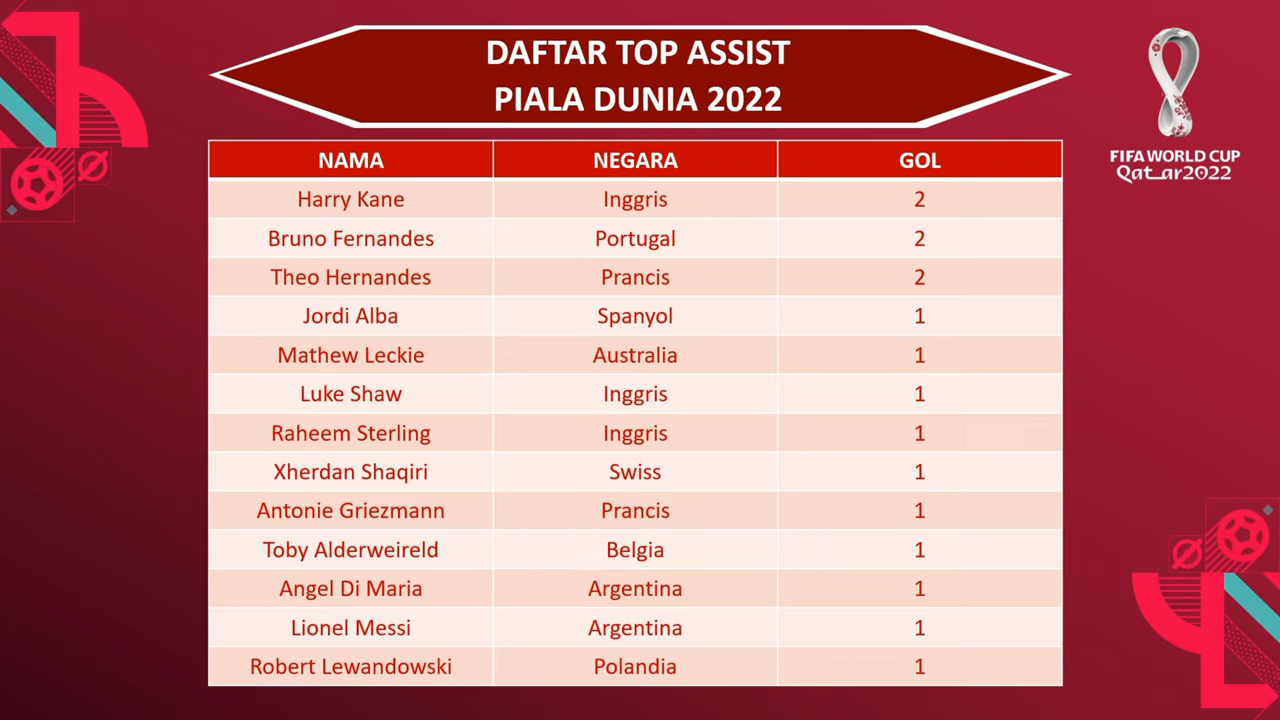 DAFTAR TOP ASSIST
PIALA DUNIA 2022
FIFA WORLD CUP
Qatar2022
NAMA NEGARA GOL
Harry Kane Inggris 2
Bruno Fernandes Portugal 2
Theo Hernandes Prancis 2
Jordi Alba Spanyol 1
Mathew Leckie Australia 1
Luke Shaw Inggris 1
Raheem Sterling Inggris 1
Xherdan Shaqiri Swiss 1
Antonie Griezmann Prancis 1
Toby Alderweireld Belgia 1
Angel Di Maria Argentina 1
Lionel Messi Argentina 1
Robert Lewandowski Polandia 1